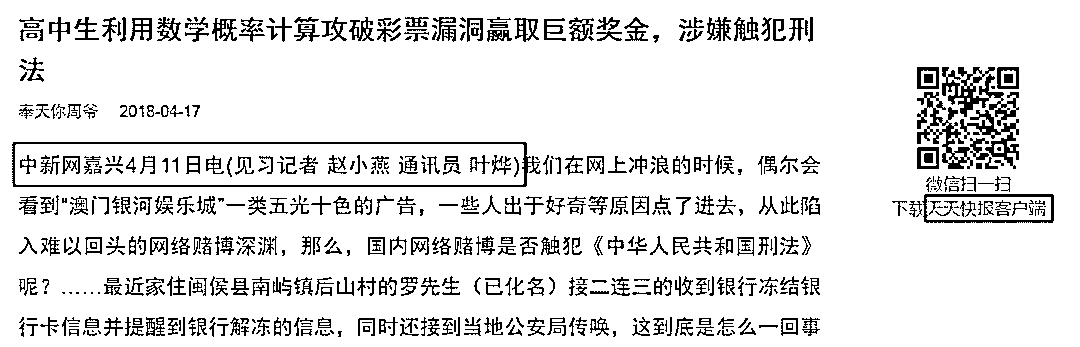 高中生利用数学概率计算攻破彩票漏洞赢取巨额奖金，涉嫌触犯刑
法
奉天你周爷 2018-04-17
中新网嘉兴4月11日电(见习记者 赵小燕 通讯员 叶烨)我们在网上冲浪的时候，偶尔会
看到“澳门银河娱乐城”一类五光十色的广告，一些人出于好奇等原因点了进去，从此陷
入难以回头的网络赌博深渊，那么，国内网络赌博是否触犯《中华人民共和国刑法》
呢？……最近家住闽侯县南屿镇后山村的罗先生（已化名）接二连三的收到银行冻结银
行卡信息并提醒到银行解冻的信息，同时还接到当地公安局传唤，这到底是怎么一回事
微信扫一扫
下载天天快报客户端